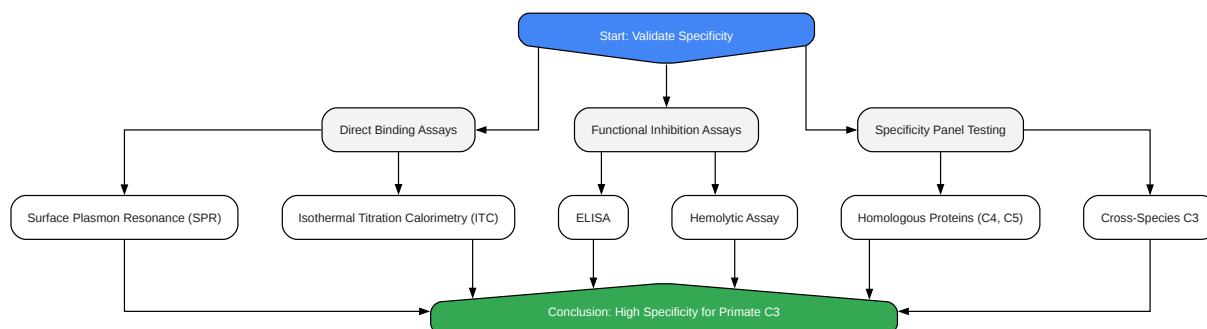 Start: Validate Specificity
Direct Binding Assays
Functional Inhibition Assays
Specificity Panel Testing
Surface Plasmon Resonance (SPR)
Isothermal Titration Calorimetry (ITC)
ELISA
Hemolytic Assay
Homologous Proteins (C4, C5)
Cross-Species C3
Conclusion: High Specificity for Primate C3